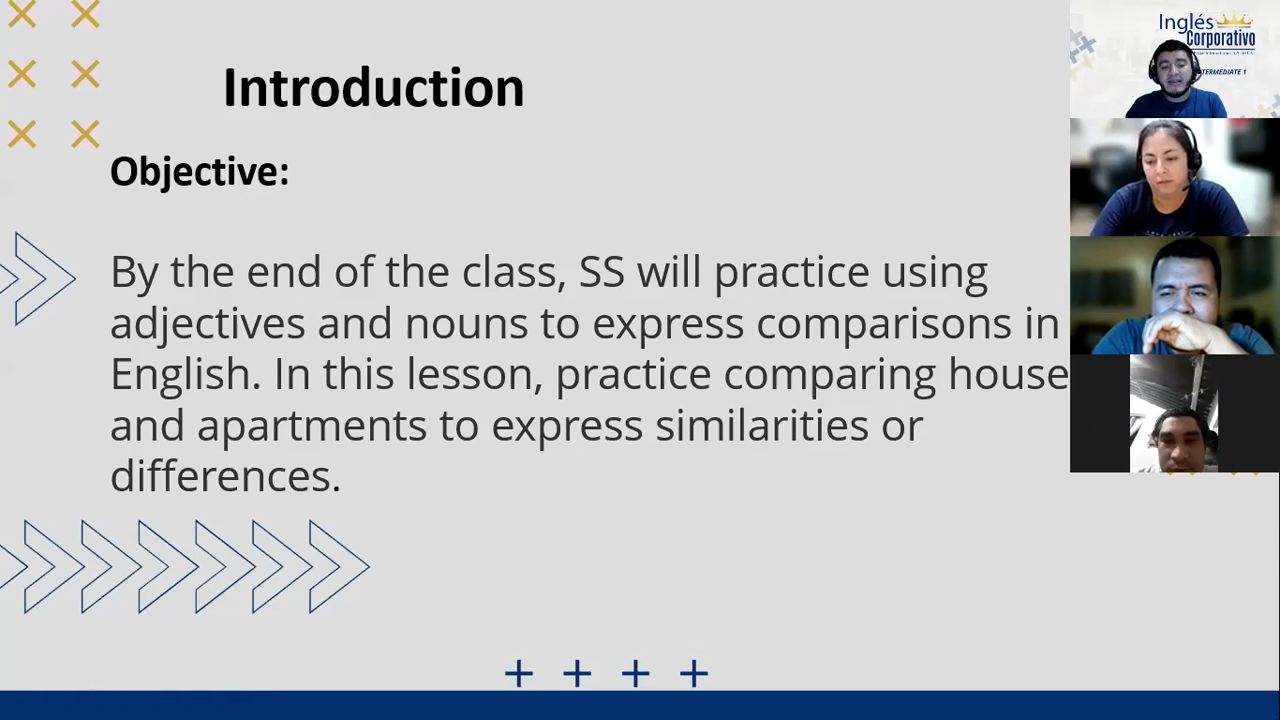 Introduction
Objective:
By the end of the class, SS will practice using
adjectives and nouns to express comparisons in
English. In this lesson, practice comparing house
and apartments to express similarities or
differences.
Inglés
Corporativo
TERMEDIATE 1